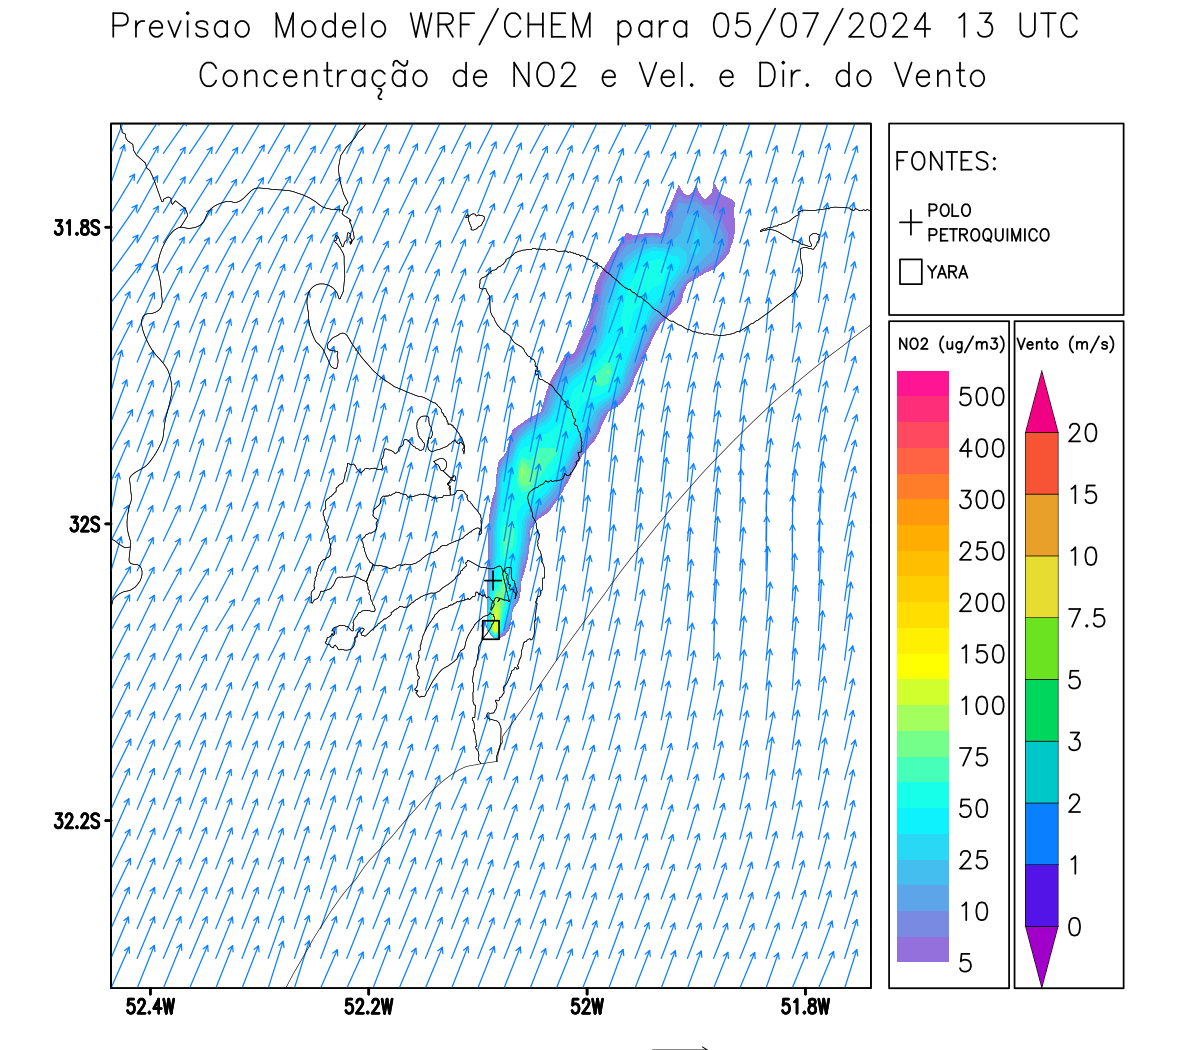 Previsao Modelo WRF/CHEM para 05/07/2024 13 UTC
Concentração de NO2 e Vel. e Dir. do Vento
FONTES:
POLO
PETROQUIMICO
YARA
NO2 (ug/m3)
500
400
300
250
200
150
100
75
50
25
10
5
Vento (m/s)
20
15
10
7.5
5
3
2
1
0
31.8S
32S
32.2S
52.4W
52.2W
52W
51.8W